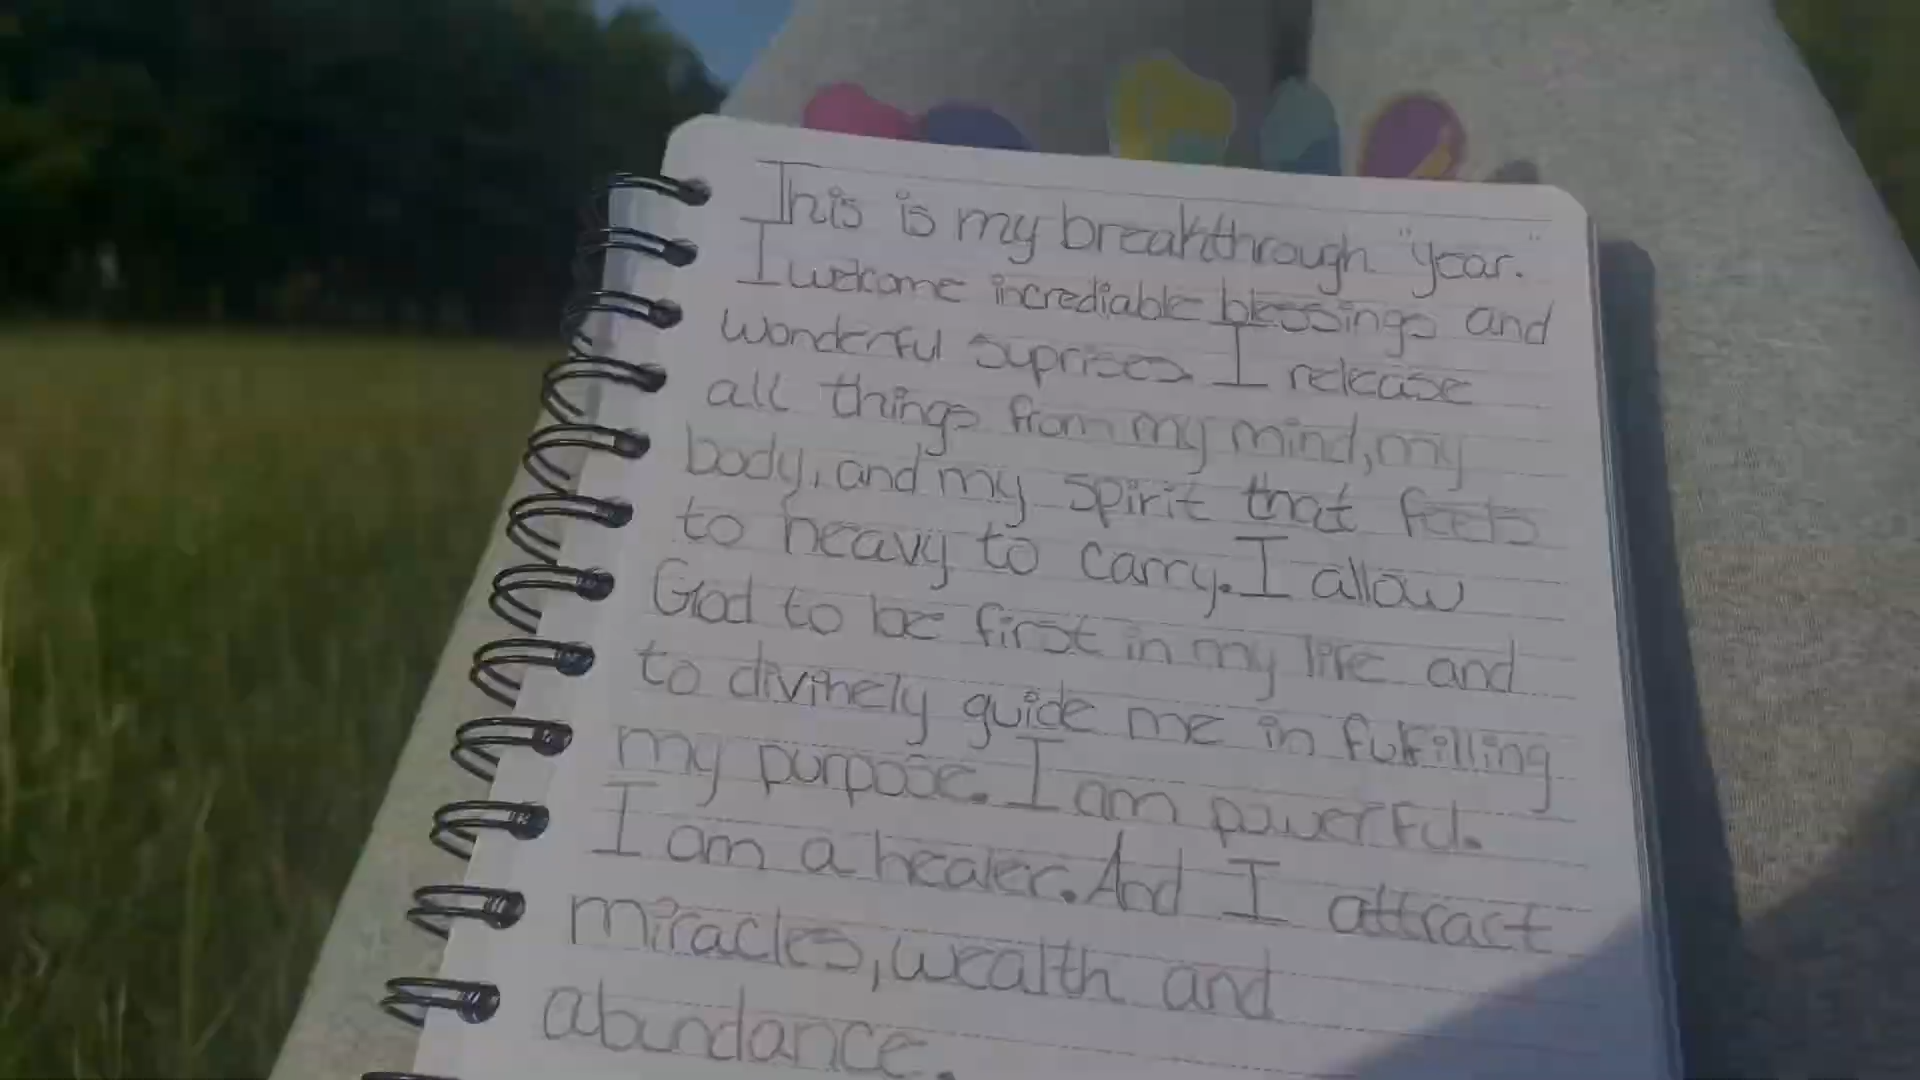 This is my breakthrough "year."
I welcome incrediable blessings and
wonderful suprises. I release
all things from my mind, my
body, and my spirit that feels
to heavy to carry. I allow
God to be first in my life and
to divinely guide me in fulfilling
my purpose. I am powerful.
I am a healer. And I attract
miracles, wealth and
abundance.